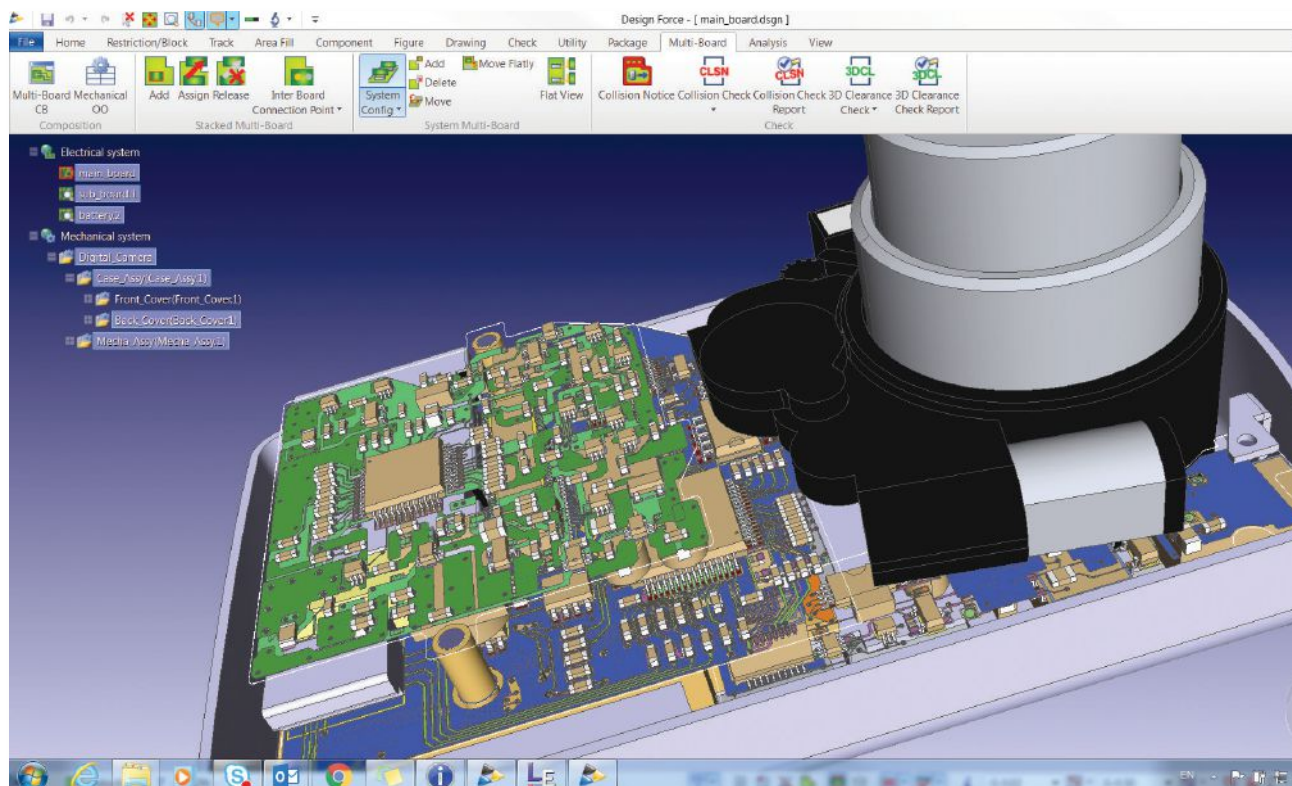 Design Force - [ main_board.dsgn ]
File Home Restriction/Block Track Area Fill Component Figure Drawing Check Utility Package Multi-Board Analysis View
Multi-Board CB
Mechanical OO
Composition
Add Assign Release Inter Board Connection Point
Stacked Multi-Board
System Config
Add
Delete
Move
Move Flatly
Flat View
System Multi-Board
CLSN CLSN 3DCL 3DCL
Collision Notice Collision Check Collision Check Report 3D Clearance Check 3D Clearance Check Report
Check
Electrical system
main_board
sub_board.1
battery.2
Mechanical system
Digital_Camera
Case_Assy(Case_Assy.1)
Front_Cover(Front_Cover.1)
Back_Cover(Back_Cover.1)
Mecha_Assy(Mecha_Assy.1)
EN